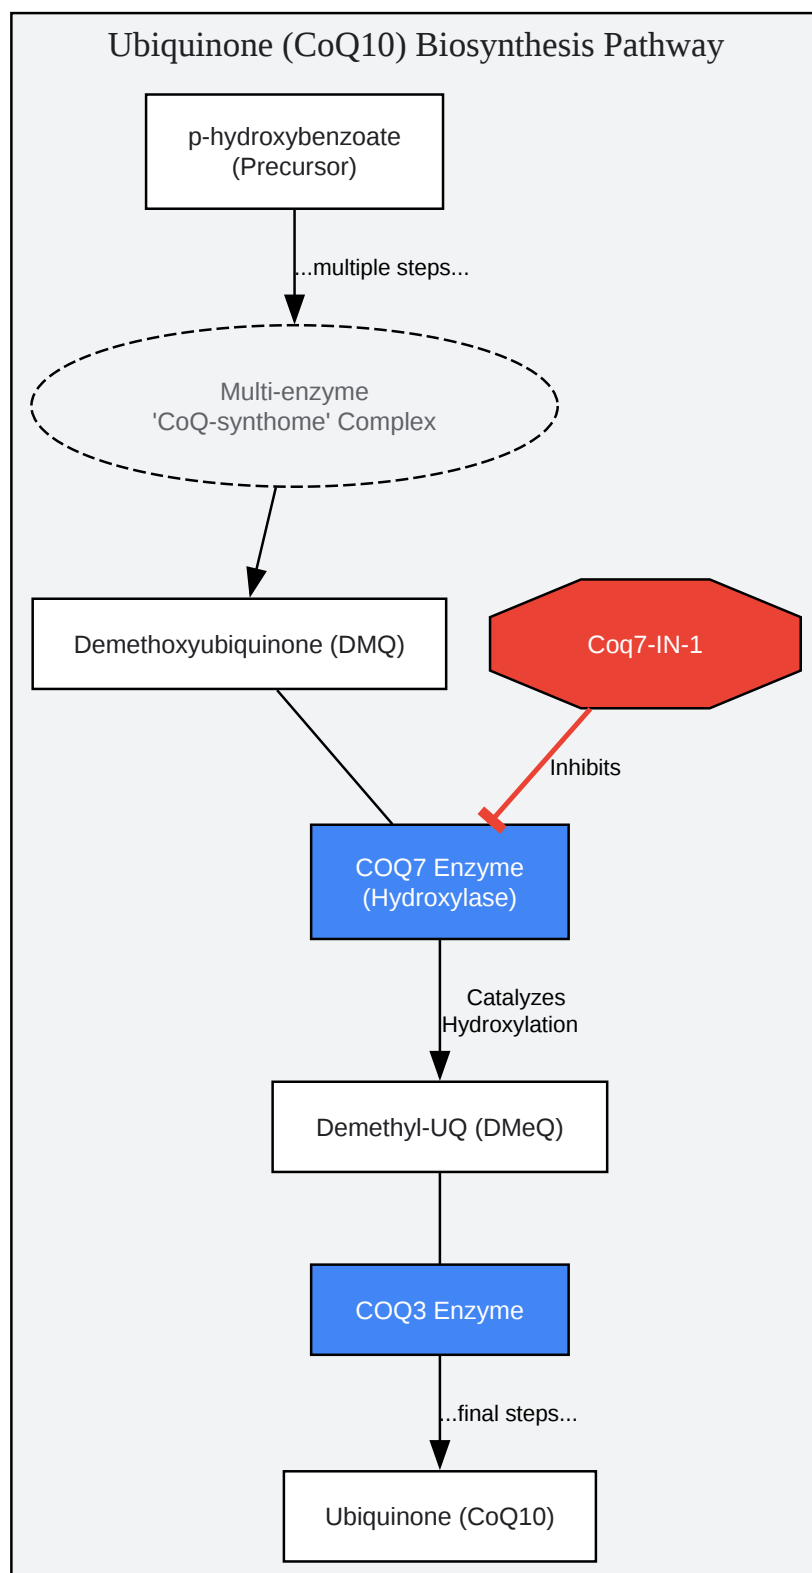 Ubiquinone (CoQ10) Biosynthesis Pathway
p-hydroxybenzoate
(Precursor)
...multiple steps...
Multi-enzyme
'CoQ-synthome' Complex
Demethoxyubiquinone (DMQ)
Coq7-IN-1
Inhibits
COQ7 Enzyme
(Hydroxylase)
Catalyzes
Hydroxylation
Demethyl-UQ (DMeQ)
COQ3 Enzyme
...final steps...
Ubiquinone (CoQ10)